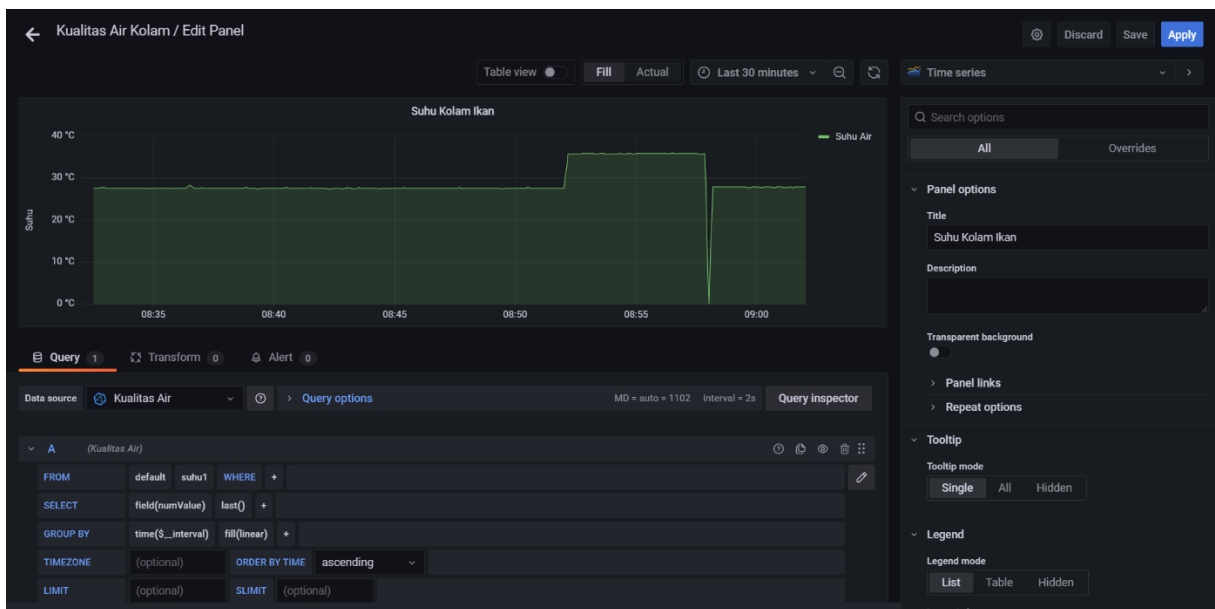 Kualitas Air Kolam / Edit Panel
Discard Save Apply
Table view Fill Actual Last 30 minutes Time series
Suhu Kolam Ikan
Suhu Air
40 °C
30 °C
20 °C
10 °C
0 °C
Suhu
08:35 08:40 08:45 08:50 08:55 09:00
Query 1 Transform 0 Alert 0
Data source Kualitas Air Query options MD = auto = 1102 Interval = 2s Query inspector
A (Kualitas Air)
FROM default suhu1 WHERE +
SELECT field(numValue) last() +
GROUP BY time($__interval) fill(linear) +
TIMEZONE (optional) ORDER BY TIME ascending
LIMIT (optional) SLIMIT (optional)
Search options
All Overrides
Panel options
Title
Suhu Kolam Ikan
Description
Transparent background
Panel links
Repeat options
Tooltip
Tooltip mode
Single All Hidden
Legend
Legend mode
List Table Hidden